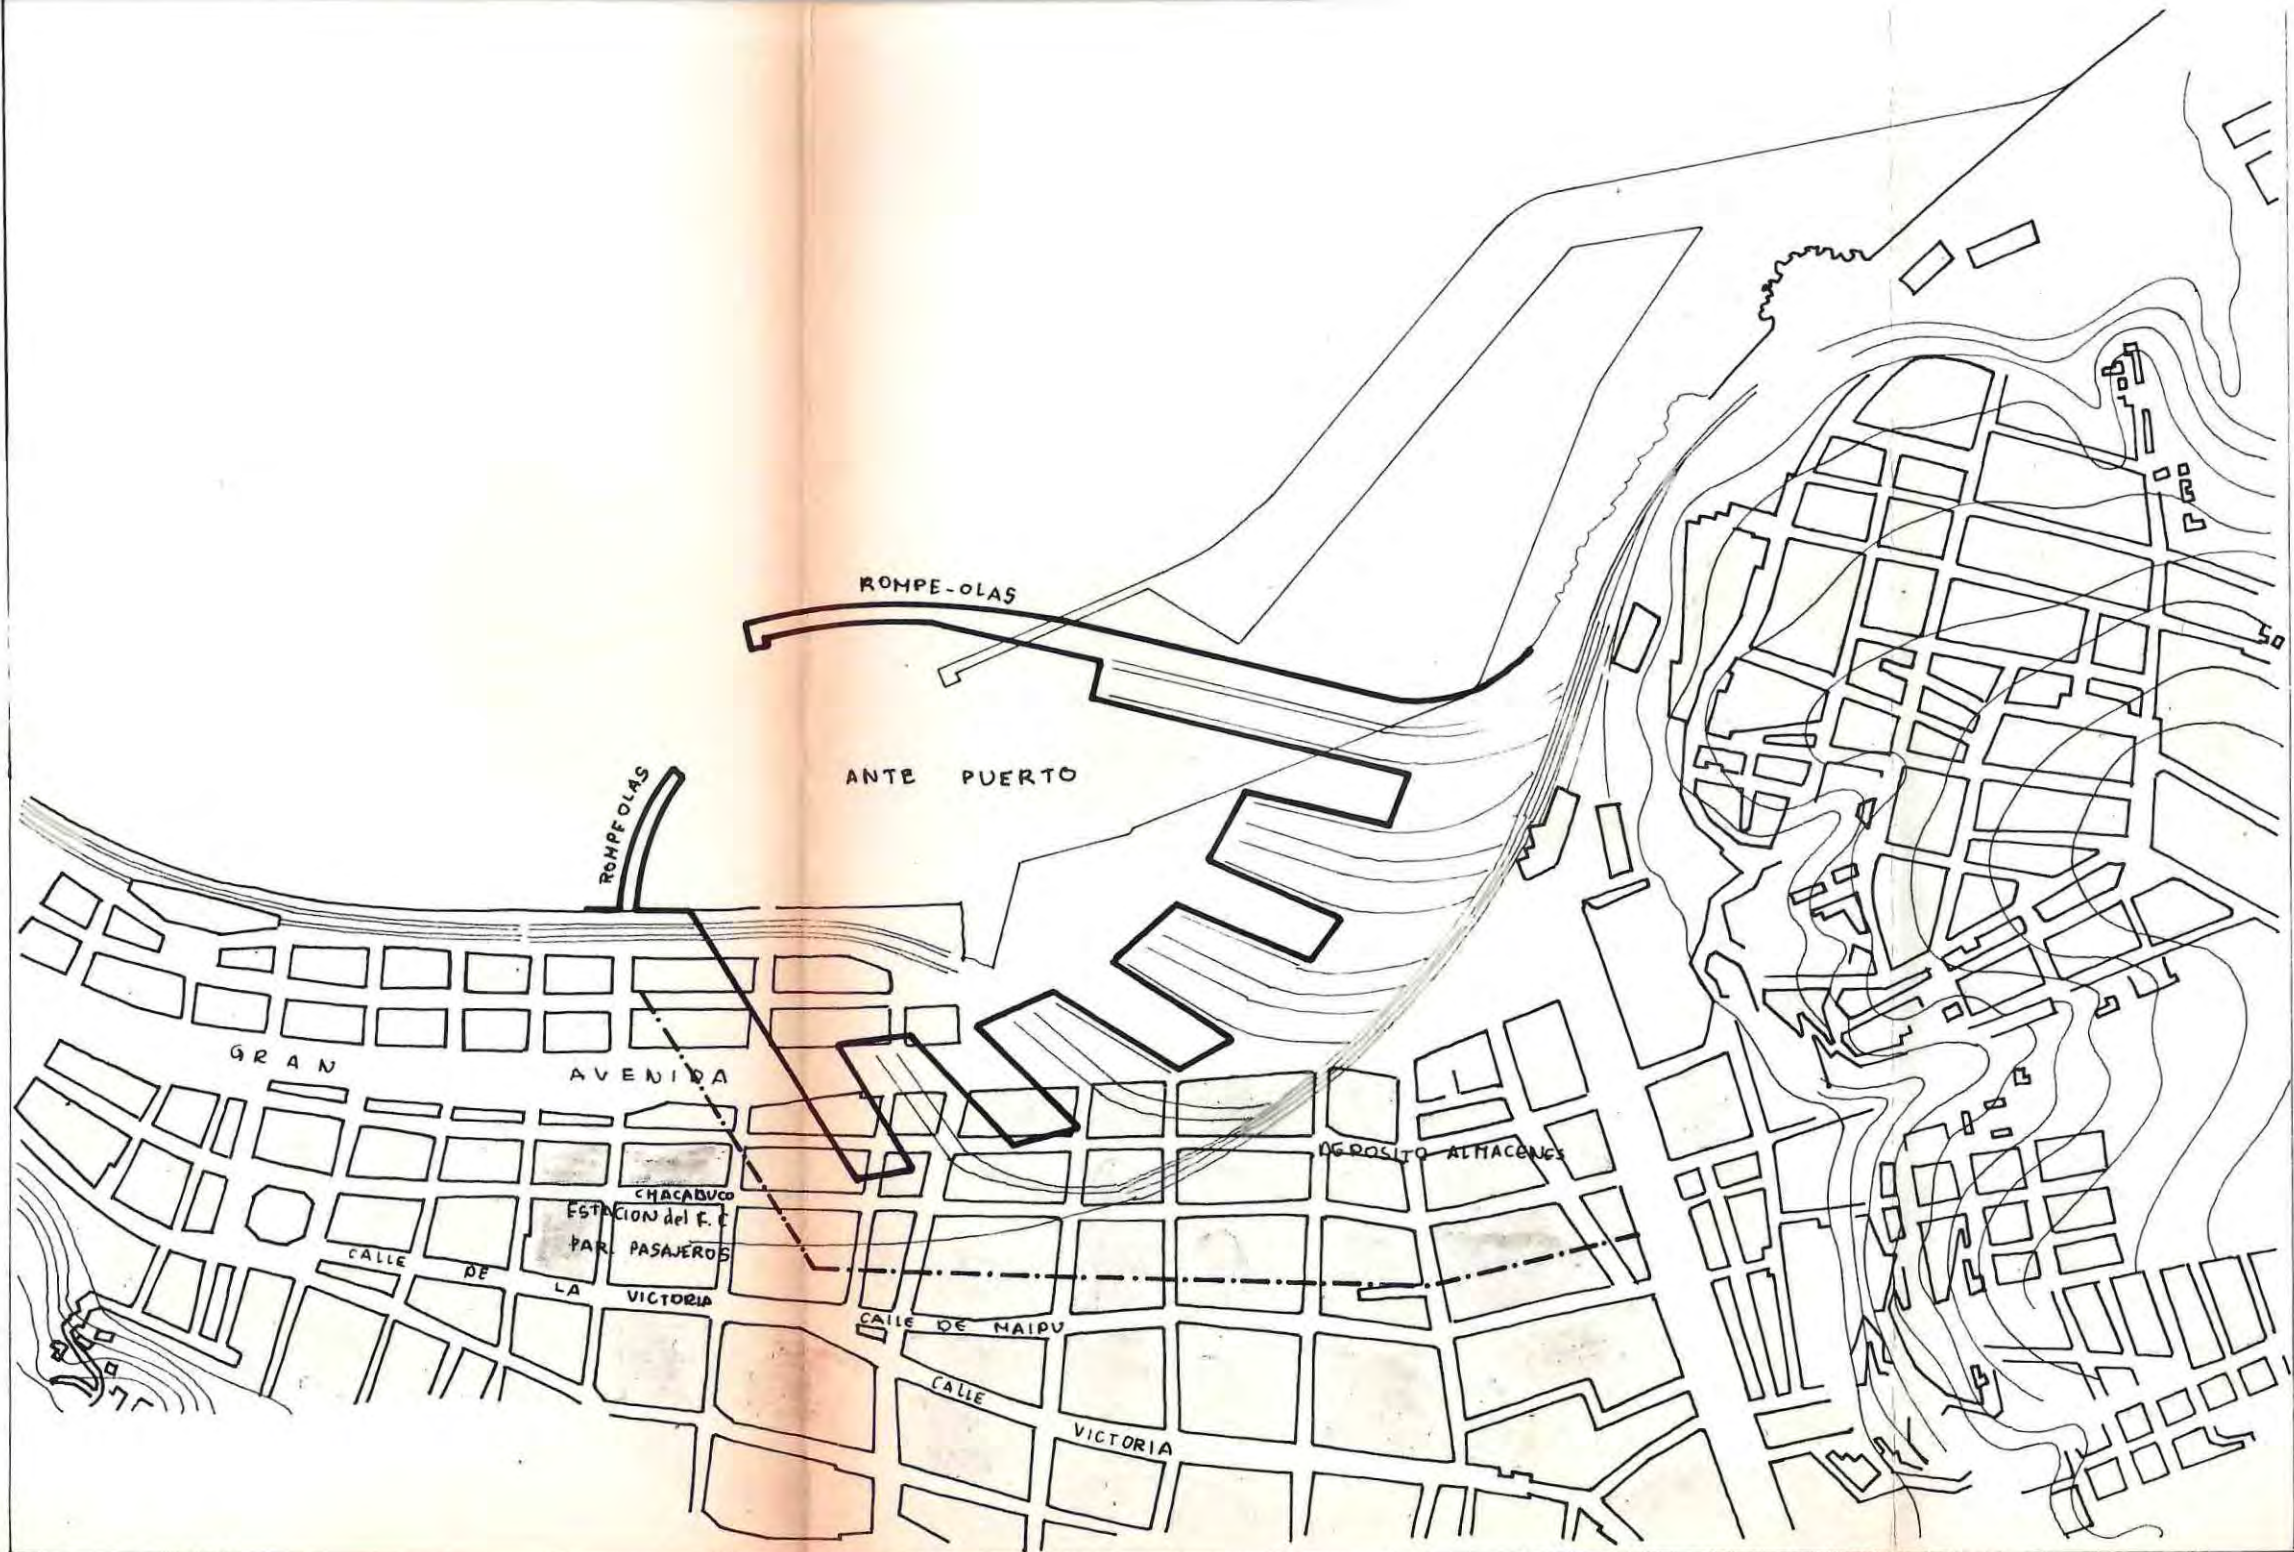 ROMPE-OLAS
ROMPEOLAS
ANTE PUERTO
GRAN AVENIDA
DEPOSITO ALMACENES
CHACABUCO
ESTACION del F. C
PAR. PASAJEROS
CALLE DE LA VICTORIA
CALLE DE MAIPU
CALLE VICTORIA